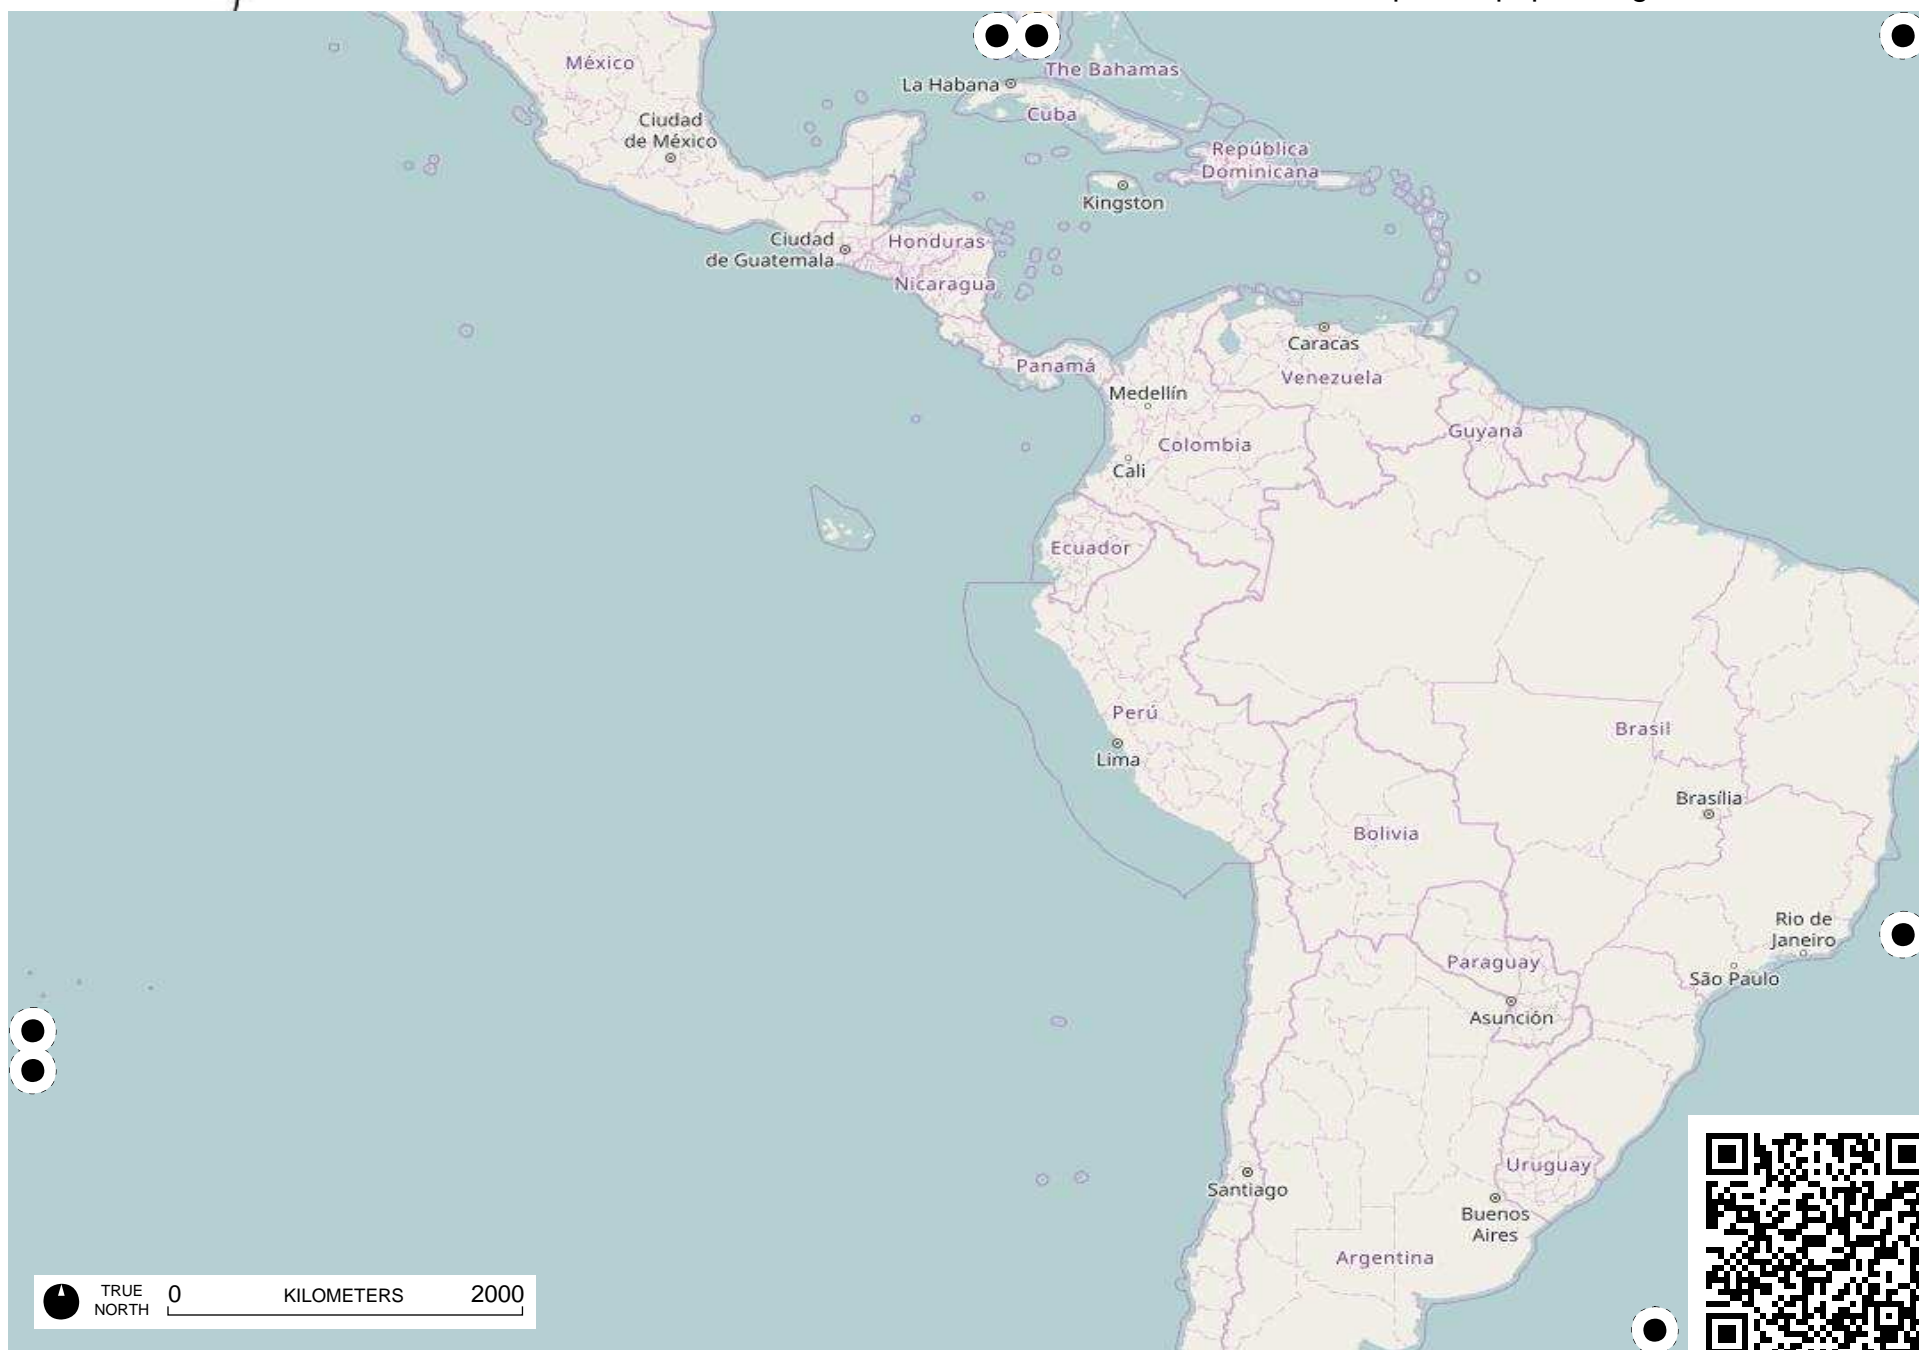 México
La Habana
The Bahamas
Cuba
Ciudad
de México
República
Dominicana
Kingston
Ciudad
de Guatemala
Honduras
Nicaragua
Caracas
Panamá
Venezuela
Medellín
Guyana
Colombia
Cali
Ecuador
Perú
Brasil
Lima
Brasília
Bolivia
Rio de
Janeiro
Paraguay
São Paulo
Asunción
Uruguay
Santiago
Buenos
Aires
Argentina
TRUE
NORTH
0 KILOMETERS 2000